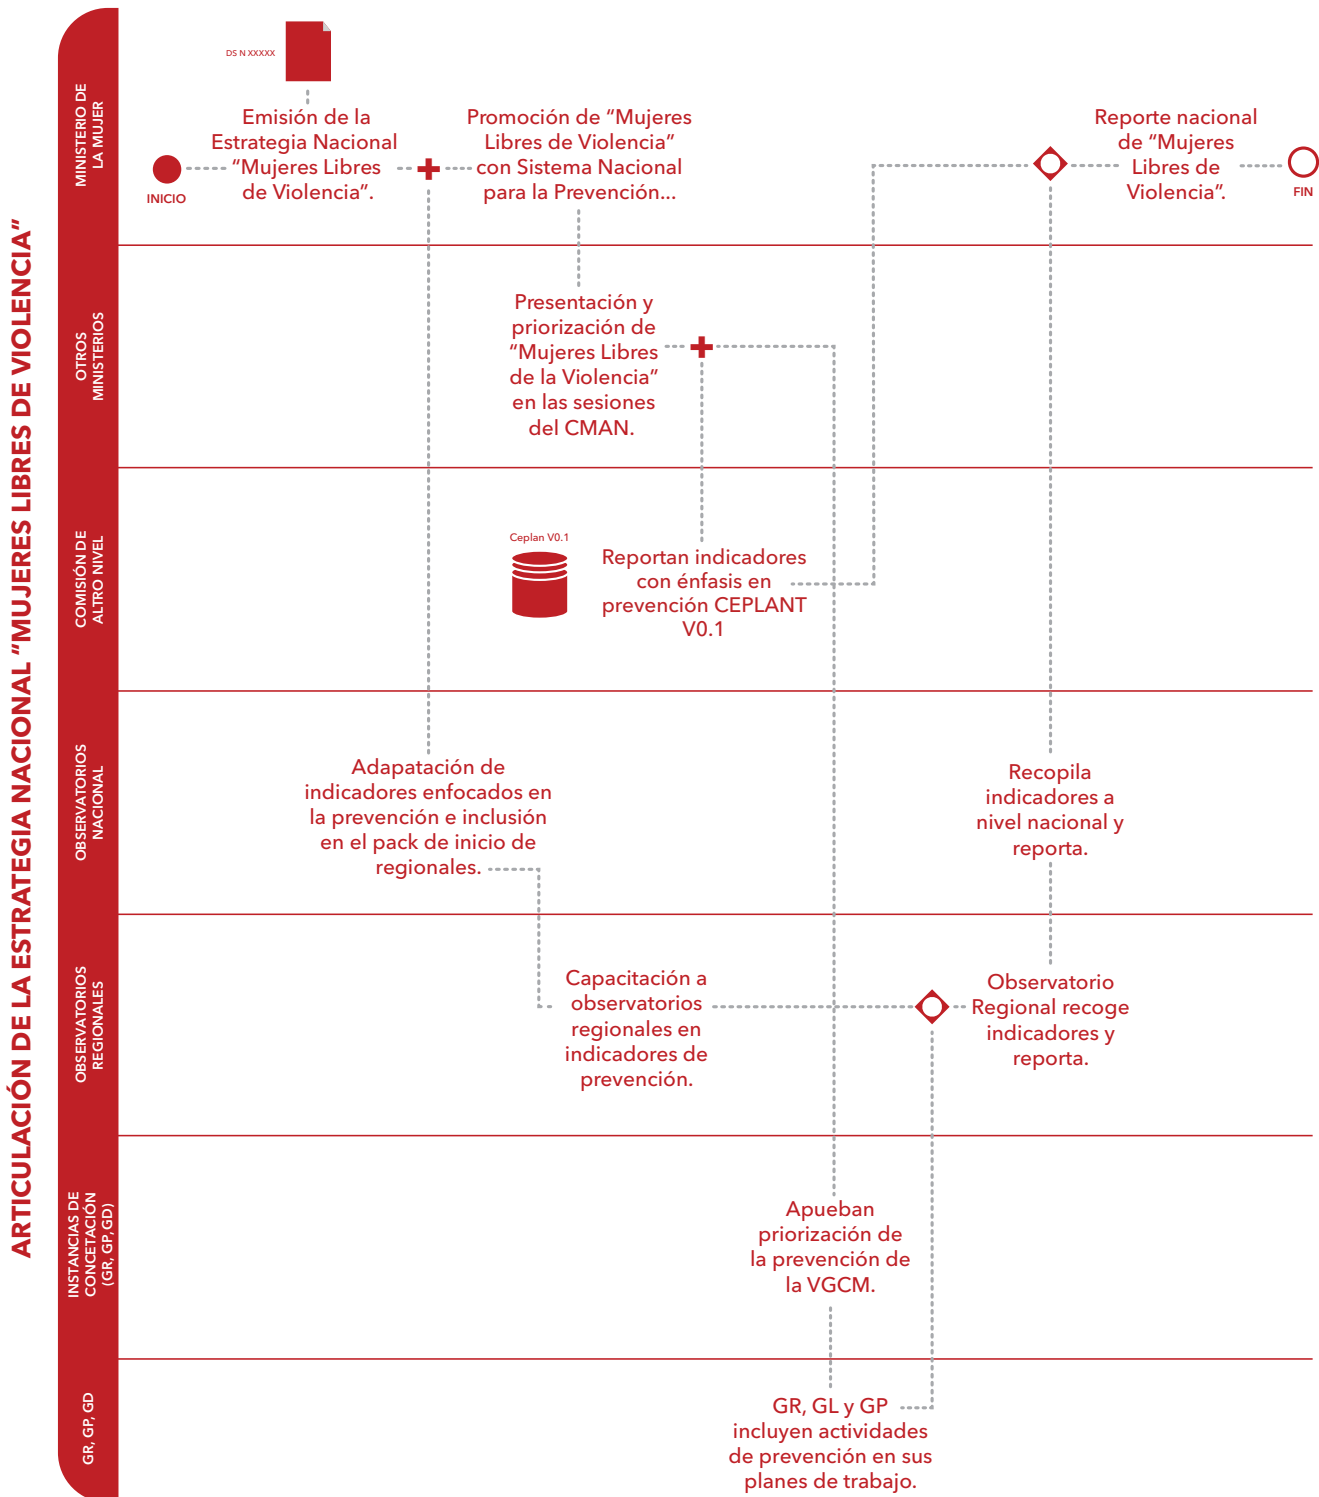 ARTICULACIÓN DE LA ESTRATEGIA NACIONAL “MUJERES LIBRES DE VIOLENCIA”
MINISTERIO DE
LA MUJER
DS N XXXXX
INICIO
Emisión de la
Estrategia Nacional
“Mujeres Libres
de Violencia”.
Promoción de “Mujeres
Libres de Violencia”
con Sistema Nacional
para la Prevención...
Reporte nacional
de “Mujeres
Libres de
Violencia”.
FIN
OTROS
MINISTERIOS
Presentación y
priorización de
“Mujeres Libres
de la Violencia”
en las sesiones
del CMAN.
COMISIÓN DE
ALTRO NIVEL
Ceplan V0.1
Reportan indicadores
con énfasis en
prevención CEPLANT
V0.1
OBSERVATORIOS
NACIONAL
Adapatación de
indicadores enfocados en
la prevención e inclusión
en el pack de inicio de
regionales.
Recopila
indicadores a
nivel nacional y
reporta.
OBSERVATORIOS
REGIONALES
Capacitación a
observatorios
regionales en
indicadores de
prevención.
Observatorio
Regional recoge
indicadores y
reporta.
INSTANCIAS DE
CONCETACIÓN
(GR, GP,GD)
Apueban
priorización de
la prevención de
la VGCM.
GR, GP, GD
GR, GL y GP
incluyen actividades
de prevención en sus
planes de trabajo.